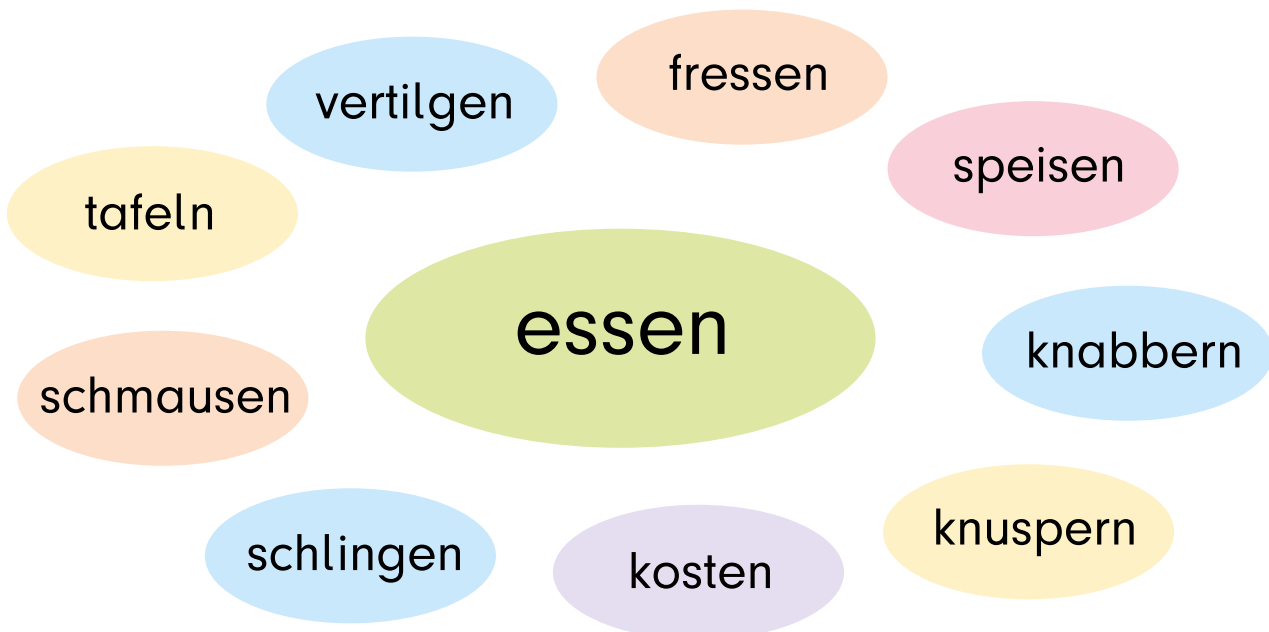 fressen
vertilgen
speisen
tafeln
essen
knabbern
schmausen
knuspern
schlingen
kosten